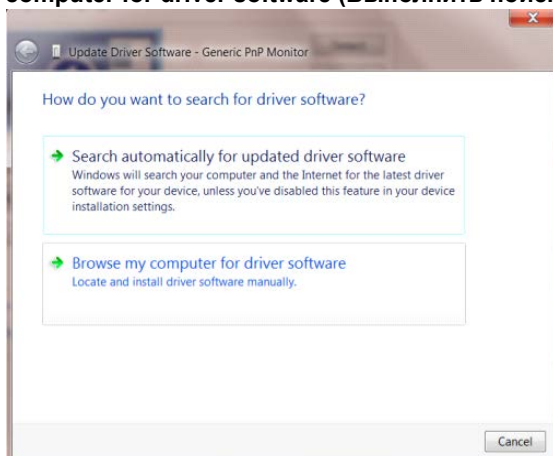 computer for driver software (Выполнить поиск
Update Driver Software - Generic PnP Monitor
How do you want to search for driver software?
Search automatically for updated driver software
Windows will search your computer and the Internet for the latest driver
software for your device, unless you've disabled this feature in your device
installation settings.
Browse my computer for driver software
Locate and install driver software manually.
Cancel